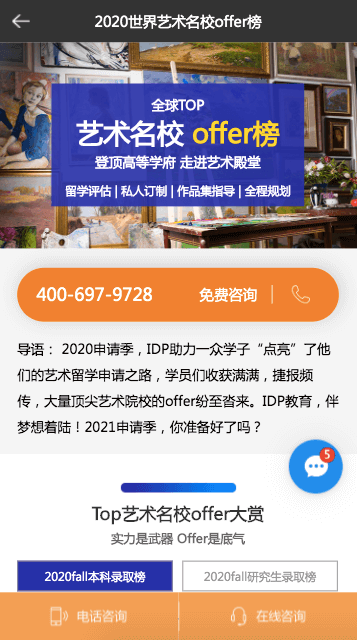 2020世界艺术名校offer榜
全球TOP
艺术名校 offer榜
登顶高等学府 走进艺术殿堂
留学评估 | 私人订制 | 作品集指导 | 全程规划
400-697-9728 免费咨询
导语： 2020申请季，IDP助力一众学子“点亮”了他
们的艺术留学申请之路，学员们收获满满，捷报频
传，大量顶尖艺术院校的offer纷至沓来。IDP教育，伴
梦想着陆！2021申请季，你准备好了吗？
5
Top艺术名校offer大赏
实力是武器 Offer是底气
2020fall本科录取榜 2020fall研究生录取榜
电话咨询 在线咨询